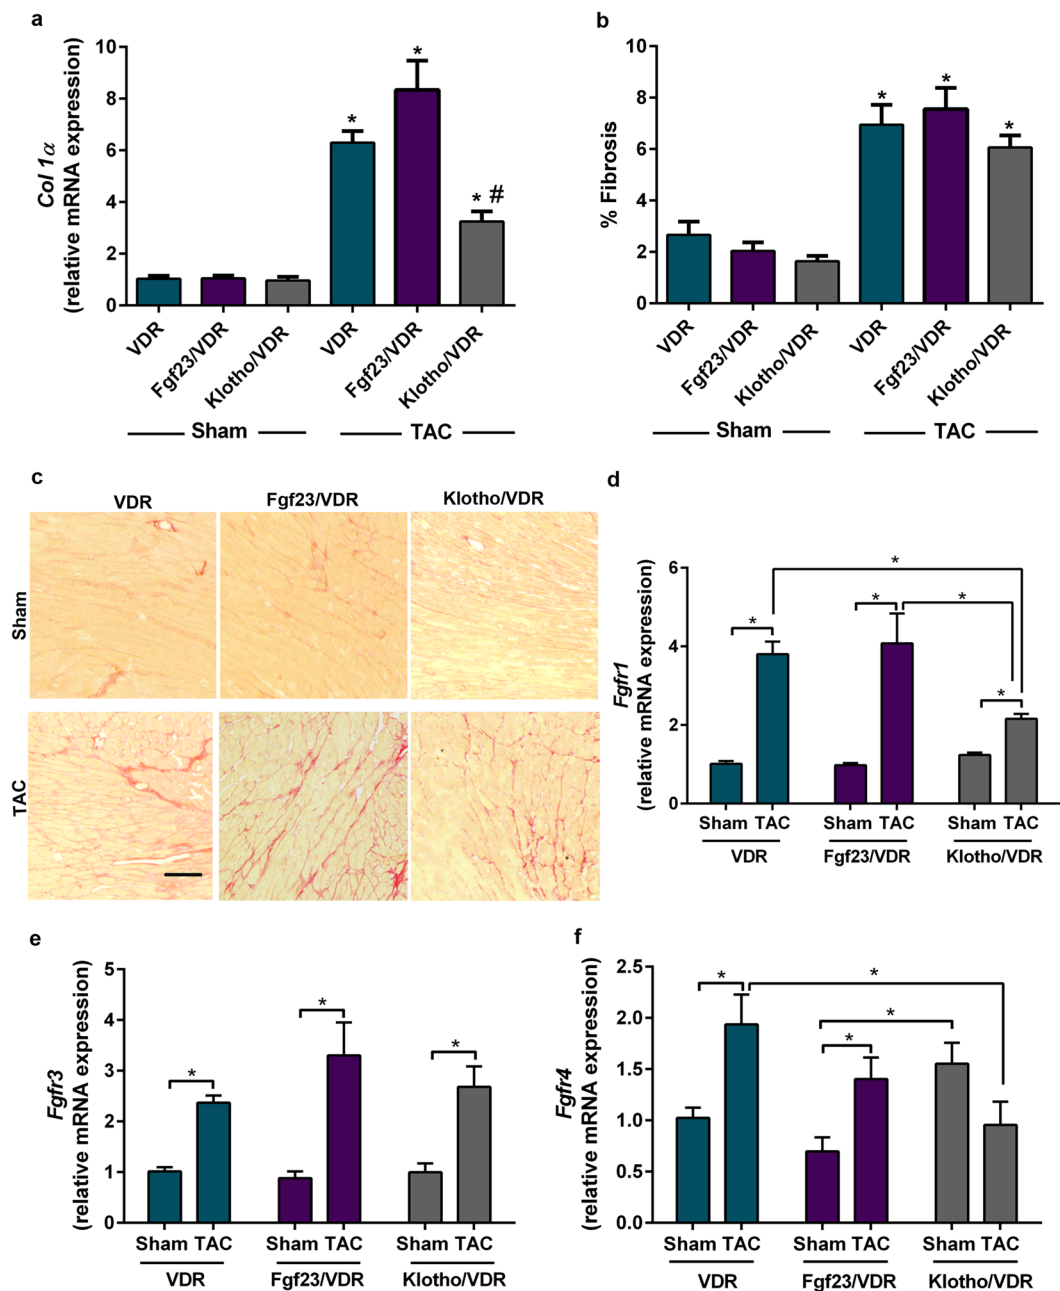 a
Col 1α
(relative mRNA expression)
10
8
6
4
2
0
*
*
* #
VDR
Fgf23/VDR
Klotho/VDR
VDR
Fgf23/VDR
Klotho/VDR
Sham
TAC
b
% Fibrosis
10
8
6
4
2
0
*
*
*
VDR
Fgf23/VDR
Klotho/VDR
VDR
Fgf23/VDR
Klotho/VDR
Sham
TAC
c
VDR Fgf23/VDR Klotho/VDR
Sham
TAC
d
Fgfr1
(relative mRNA expression)
6
4
2
0
*
*
*
*
*
Sham TAC Sham TAC Sham TAC
VDR Fgf23/VDR Klotho/VDR
e
Fgfr3
(relative mRNA expression)
5
4
3
2
1
0
*
*
*
Sham TAC Sham TAC Sham TAC
VDR Fgf23/VDR Klotho/VDR
f
Fgfr4
(relative mRNA expression)
2.5
2.0
1.5
1.0
0.5
0.0
*
*
*
*
Sham TAC Sham TAC Sham TAC
VDR Fgf23/VDR Klotho/VDR